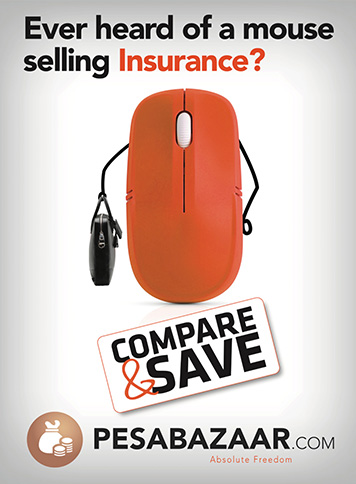 Ever heard of a mouse
selling Insurance?
COMPARE
& SAVE
PESABAZAAR.COM
Absolute Freedom